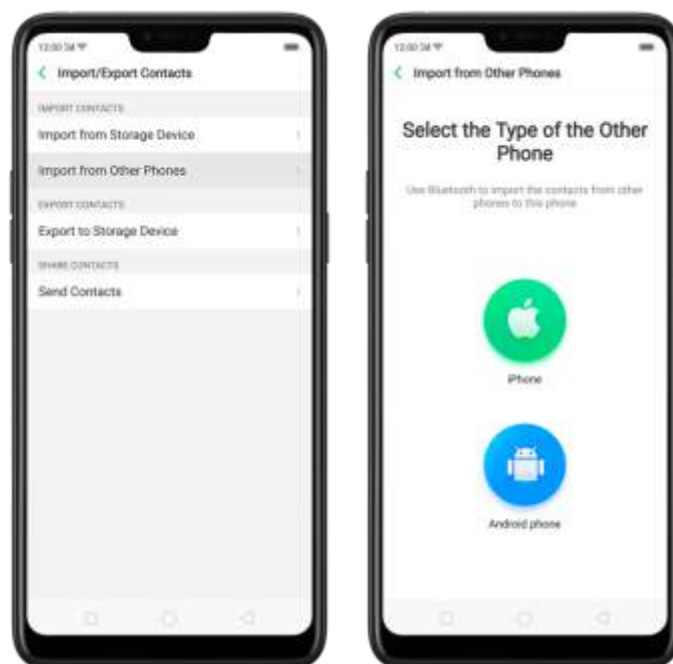 Import/Export Contacts
IMPORT CONTACTS
Import from Storage Device
Import from Other Phones
EXPORT CONTACTS
Export to Storage Device
SHARE CONTACTS
Send Contacts
Import from Other Phones
Select the Type of the Other
Phone
Use Bluetooth to import the contacts from other
phones to this phone
iPhone
Android phone